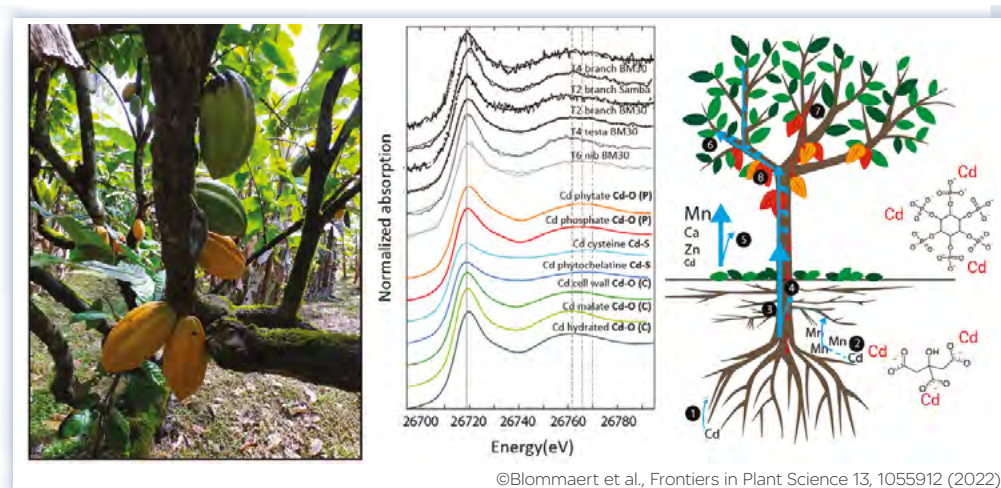 T4 branch BM30
T2 branch Samba
T2 branch BM30
T4 testa BM30
T6 nib BM30
Cd phytate Cd-O (P)
Cd phosphate Cd-O (P)
Cd cysteine Cd-S
Cd phytochelatine Cd-S
Cd cell wall Cd-O (C)
Cd malate Cd-O (C)
Cd hydrated Cd-O (C)
Normalized absorption
26700 26720 26740 26760 26780
Energy(eV)
7
6
8
Mn
Ca
Zn
Cd
5
4
3
Mn
Mn
2
Mn
Cd
1
Cd
Cd
Cd
Cd
O⁻
O⁻-P=O
O
Cd
Cd
OH
O
O⁻
Cd
©Blommaert et al., Frontiers in Plant Science 13, 1055912 (2022)